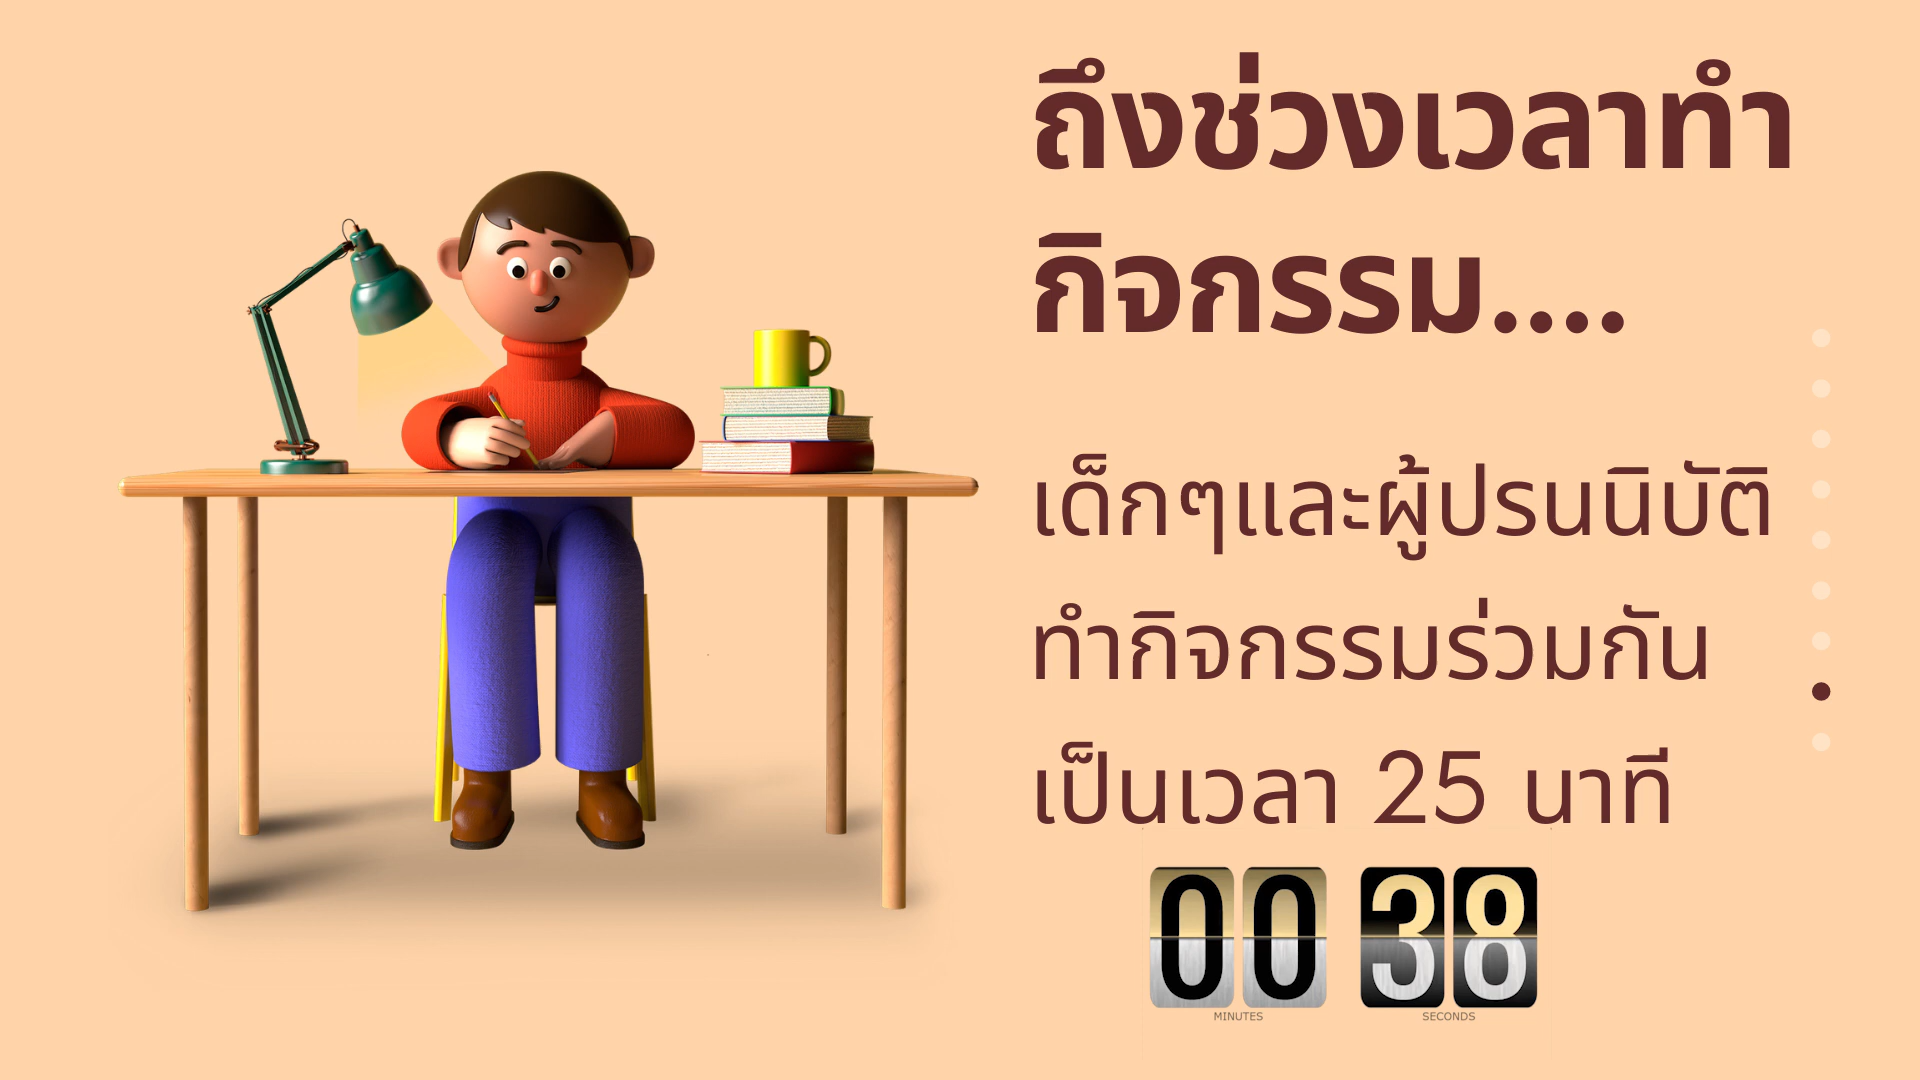 ถึงช่วงเวลาทำ
กิจกรรม....
เด็กๆและผู้ปรนนิบัติ
ทำกิจกรรมร่วมกัน
เป็นเวลา 25 นาที
00 38
MINUTES SECONDS